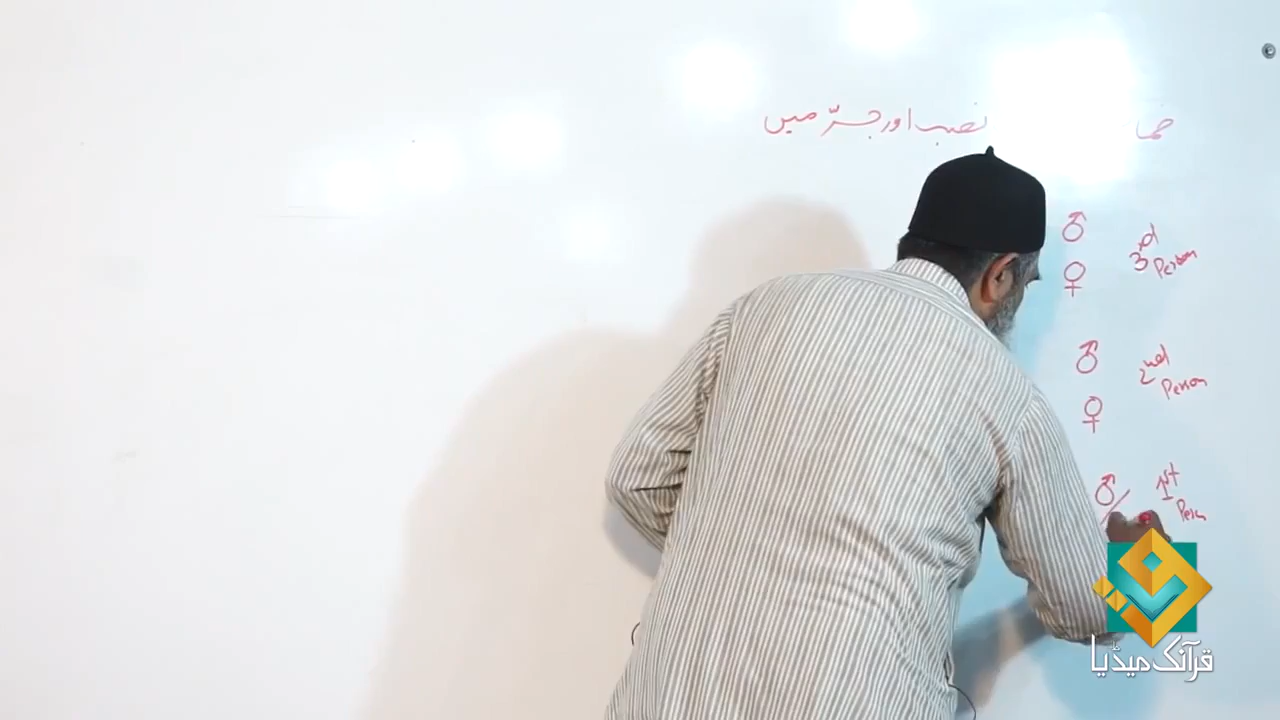 نصب اور جرّ میں
♂ 3rd Person
♀
♂ 2nd Person
♀
♂/ 1st
قرآنک میڈیا